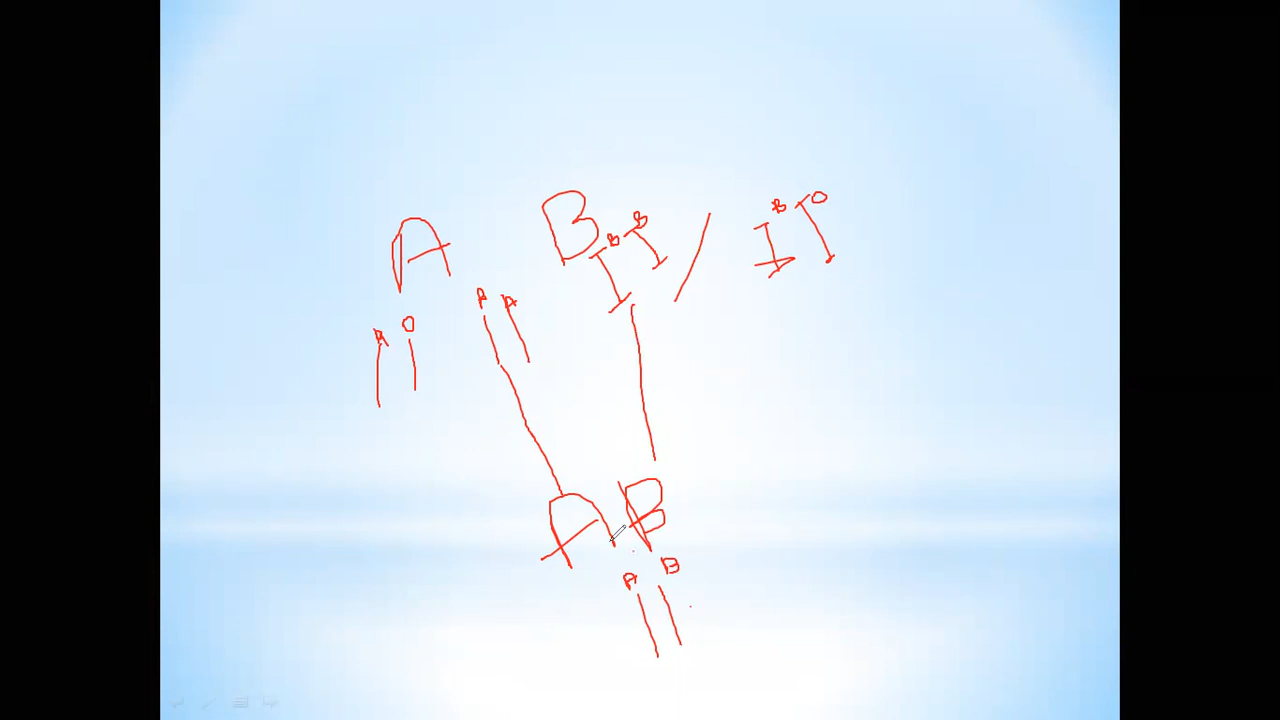 A B
I^B I^B / I^B I^O
I^A I^O I^A I^A
AB
I^A I^B